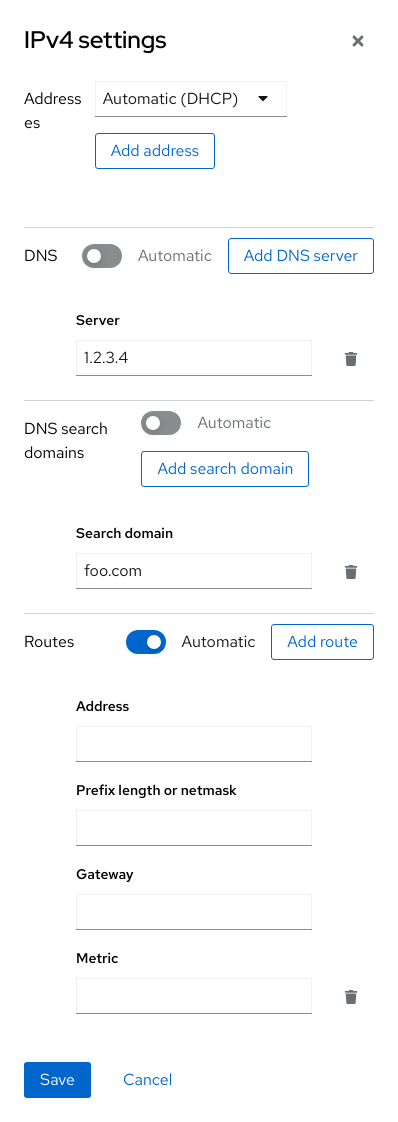 IPv4 settings
Address
es
Automatic (DHCP)
Add address
DNS
Automatic
Add DNS server
Server
1.2.3.4
DNS search
domains
Automatic
Add search domain
Search domain
foo.com
Routes
Automatic
Add route
Address
Prefix length or netmask
Gateway
Metric
Save
Cancel